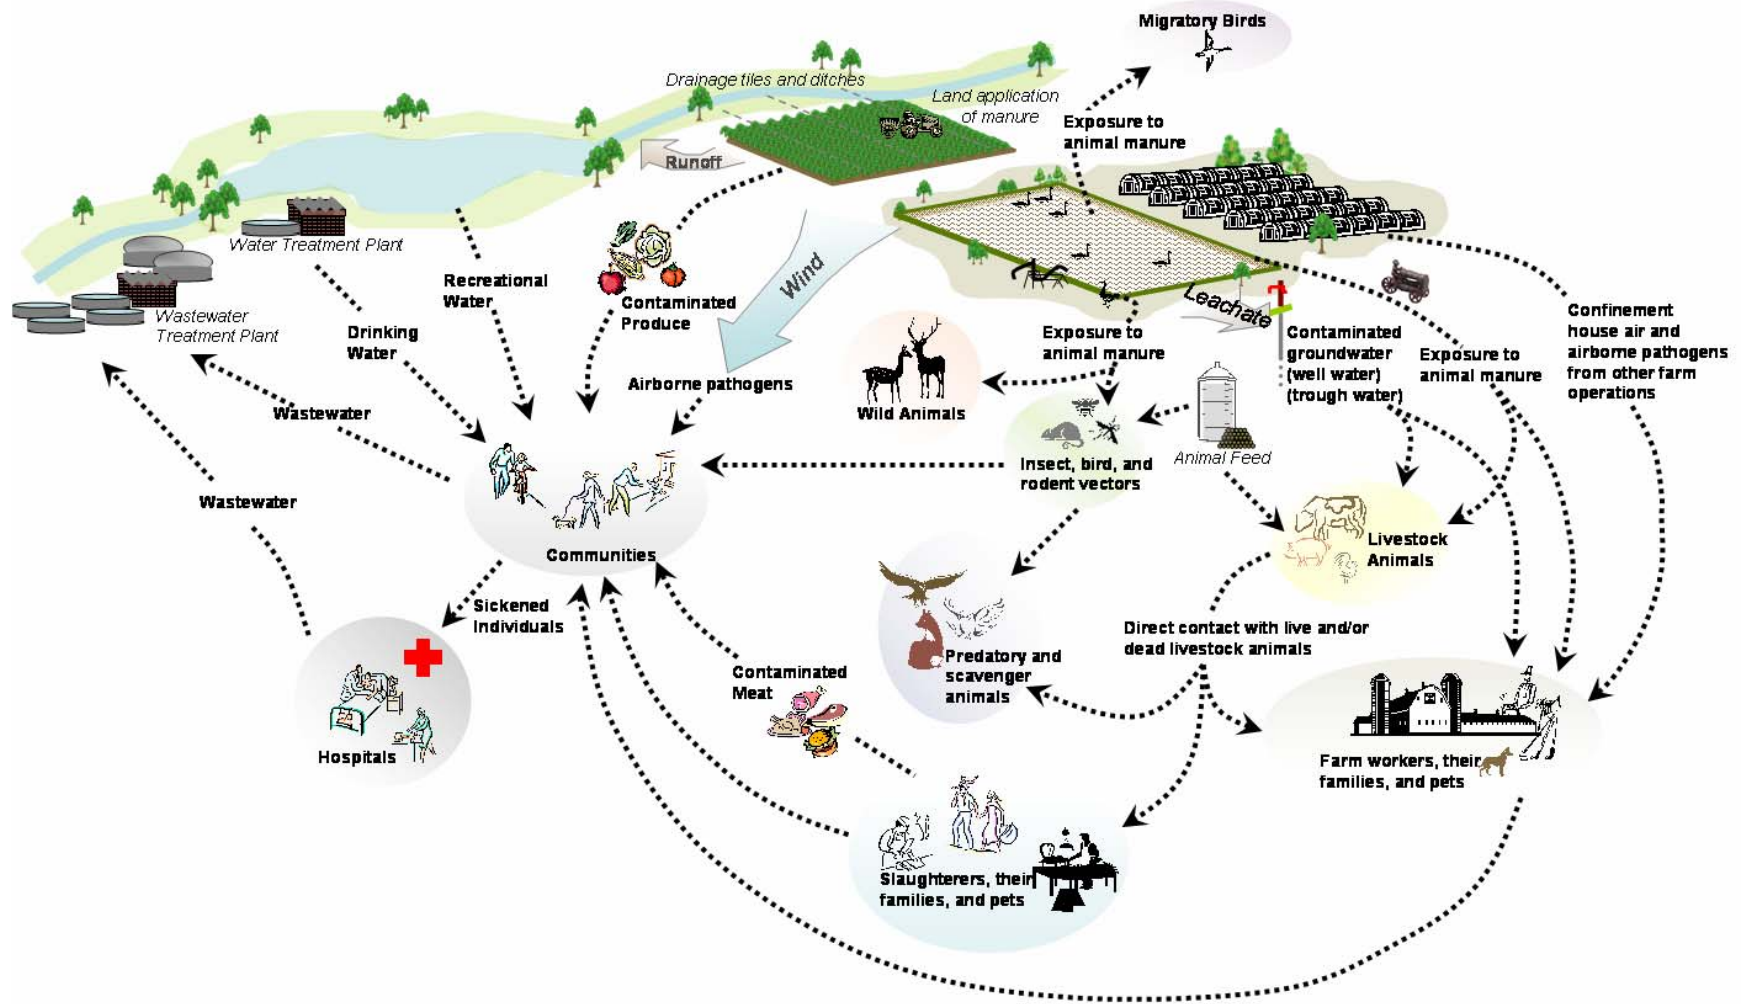 Migratory Birds
Drainage tiles and ditches
Land application
of manure
Exposure to
animal manure
Runoff
Water Treatment Plant
Wastewater
Treatment Plant
Recreational
Water
Drinking
Water
Contaminated
Produce
Wind
Airborne pathogens
Leachate
Exposure to
animal manure
Contaminated
groundwater
(well water)
(trough water)
Exposure to
animal manure
Confinement
house air and
airborne pathogens
from other farm
operations
Wild Animals
Wastewater
Insect, bird, and
rodent vectors
Animal Feed
Wastewater
Communities
Livestock
Animals
Sickened
Individuals
Direct contact with live and/or
dead livestock animals
Contaminated
Meat
Predatory and
scavenger
animals
Hospitals
Farm workers, their
families, and pets
Slaughterers, their
families, and pets